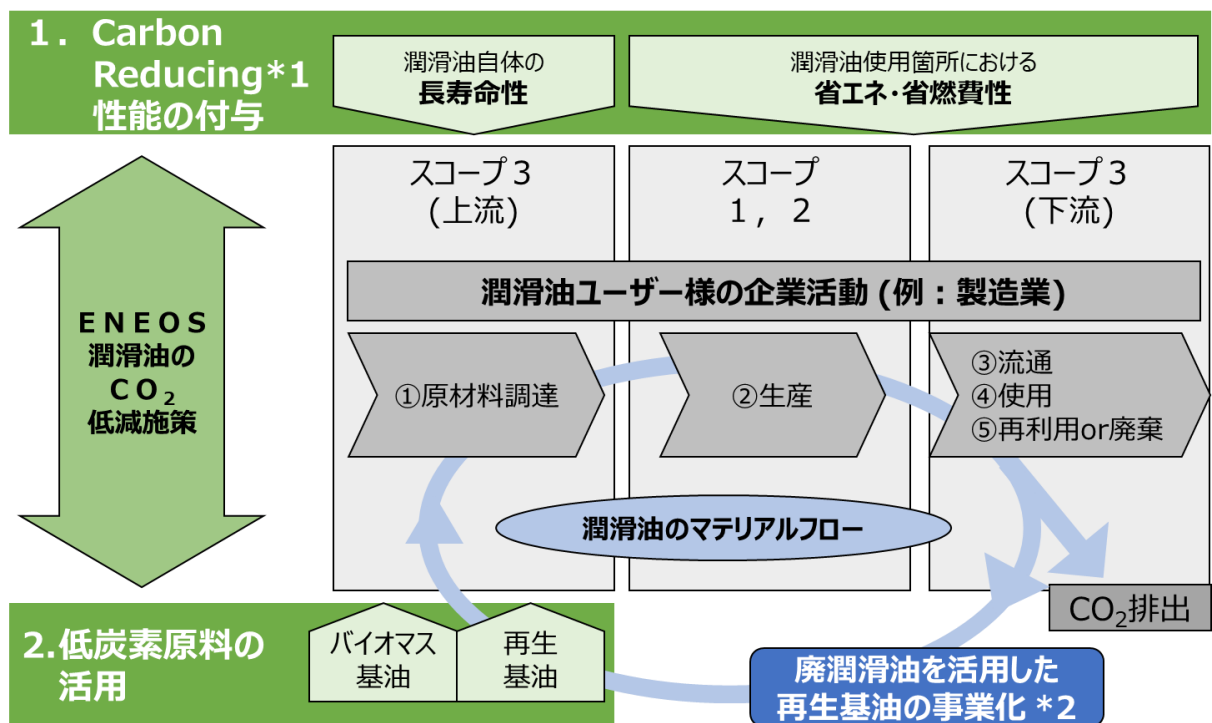 1．Carbon
Reducing*1
性能の付与
潤滑油自体の
長寿命性
潤滑油使用箇所における
省エネ・省燃費性
スコープ３
(上流)
スコープ
１，２
スコープ３
(下流)
潤滑油ユーザー様の企業活動 (例：製造業)
ＥＮＥＯＳ
潤滑油の
ＣＯ₂
低減施策
①原材料調達
②生産
③流通
④使用
⑤再利用or廃棄
潤滑油のマテリアルフロー
CO₂排出
2.低炭素原料の
活用
バイオマス
基油
再生
基油
廃潤滑油を活用した
再生基油の事業化 *2